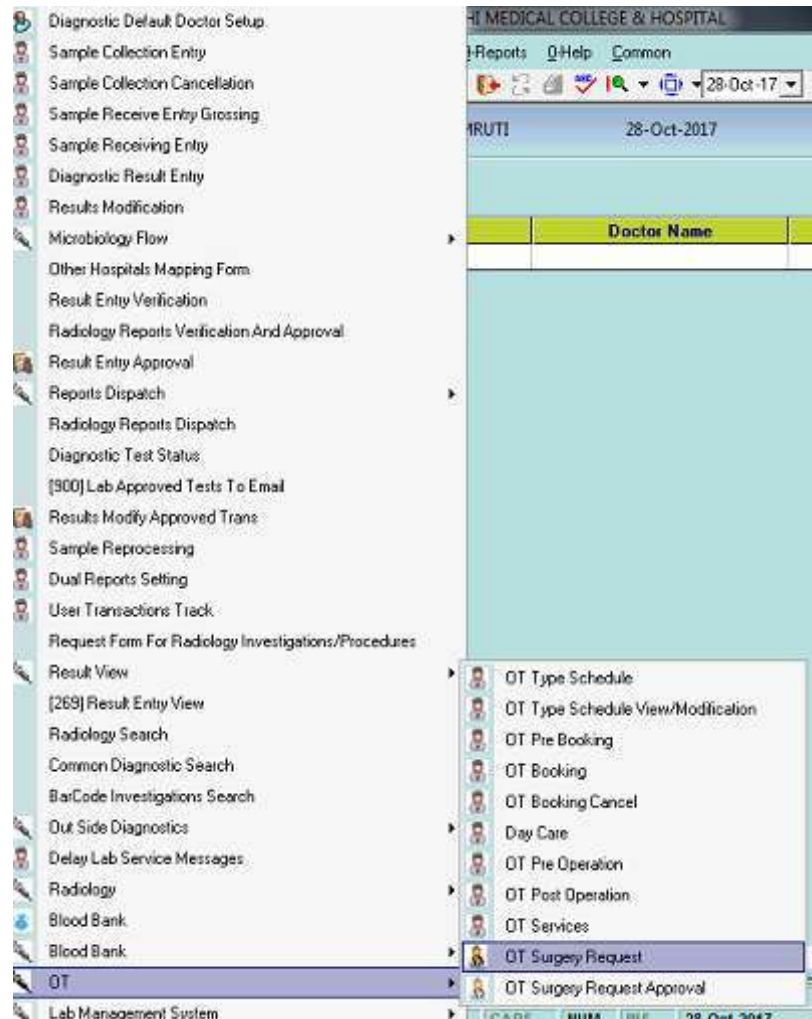 Diagnostic Default Doctor Setup
Sample Collection Entry
Sample Collection Cancellation
Sample Receive Entry Grossing
Sample Receiving Entry
Diagnostic Result Entry
Results Modification
Microbiology Flow
Other Hospitals Mapping Form
Result Entry Verification
Radiology Reports Verification And Approval
Result Entry Approval
Reports Dispatch
Radiology Reports Dispatch
Diagnostic Test Status
[900] Lab Approved Tests To Email
Results Modify Approved Trans
Sample Reprocessing
Dual Reports Setting
User Transactions Track
Request Form For Radiology Investigations/Procedures
Result View
[269] Result Entry View
Radiology Search
Common Diagnostic Search
BarCode Investigations Search
Out Side Diagnostics
Delay Lab Service Messages
Radiology
Blood Bank
Blood Bank
OT
Lab Management System
HI MEDICAL COLLEGE & HOSPITAL
-Reports 0-Help Common
28-Oct-17
MRUTI 28-Oct-2017
Doctor Name
OT Type Schedule
OT Type Schedule View/Modification
OT Pre Booking
OT Booking
OT Booking Cancel
Day Care
OT Pre Operation
OT Post Operation
OT Services
OT Surgery Request
OT Surgery Request Approval
CAPS NUM INS 28-Oct-2017